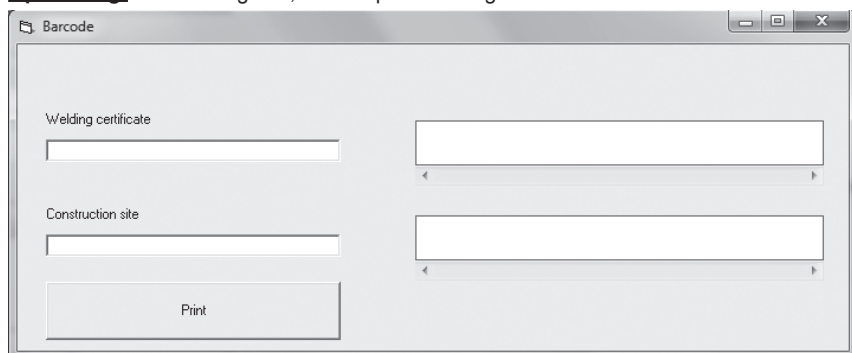 Barcode
Welding certificate
Construction site
Print